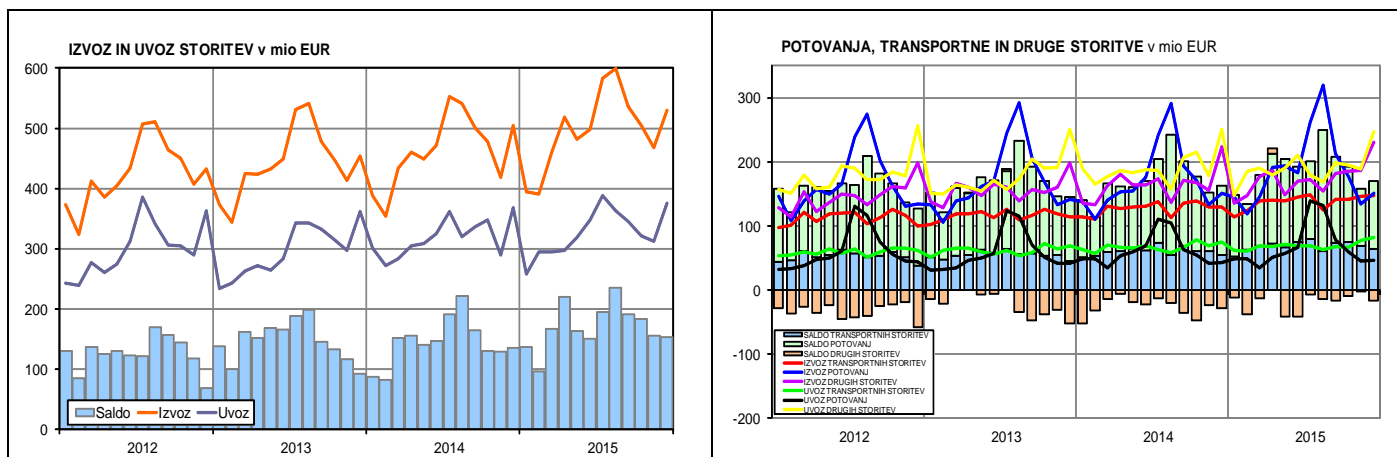 IZVOZ IN UVOZ STORITEV v mio EUR
600
500
400
300
200
100
0
Saldo Izvoz Uvoz
2012 2013 2014 2015
POTOVANJA, TRANSPORTNE IN DRUGE STORITVE v mio EUR
300
200
100
0
-100
-200
SALDO TRANSPORTNIH STORITEV
SALDO POTOVANJ
SALDO DRUGIH STORITEV
IZVOZ TRANSPORTNIH STORITEV
IZVOZ POTOVANJ
IZVOZ DRUGIH STORITEV
UVOZ TRANSPORTNIH STORITEV
UVOZ POTOVANJ
UVOZ DRUGIH STORITEV
2012 2013 2014 2015